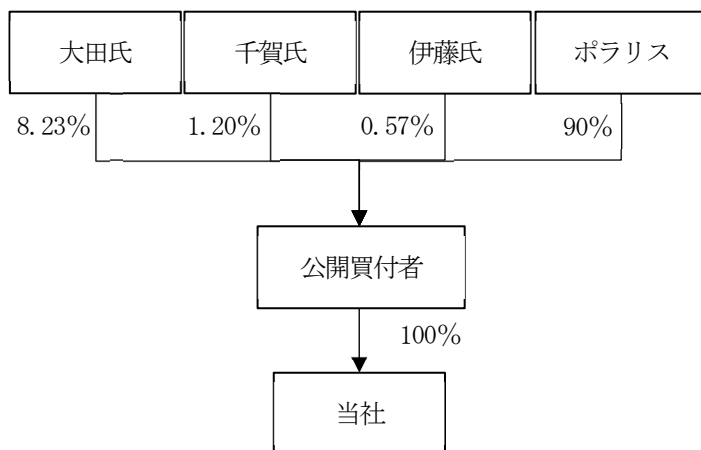 大田氏 千賀氏 伊藤氏 ポラリス
8.23% 1.20% 0.57% 90%
公開買付者
100%
当社